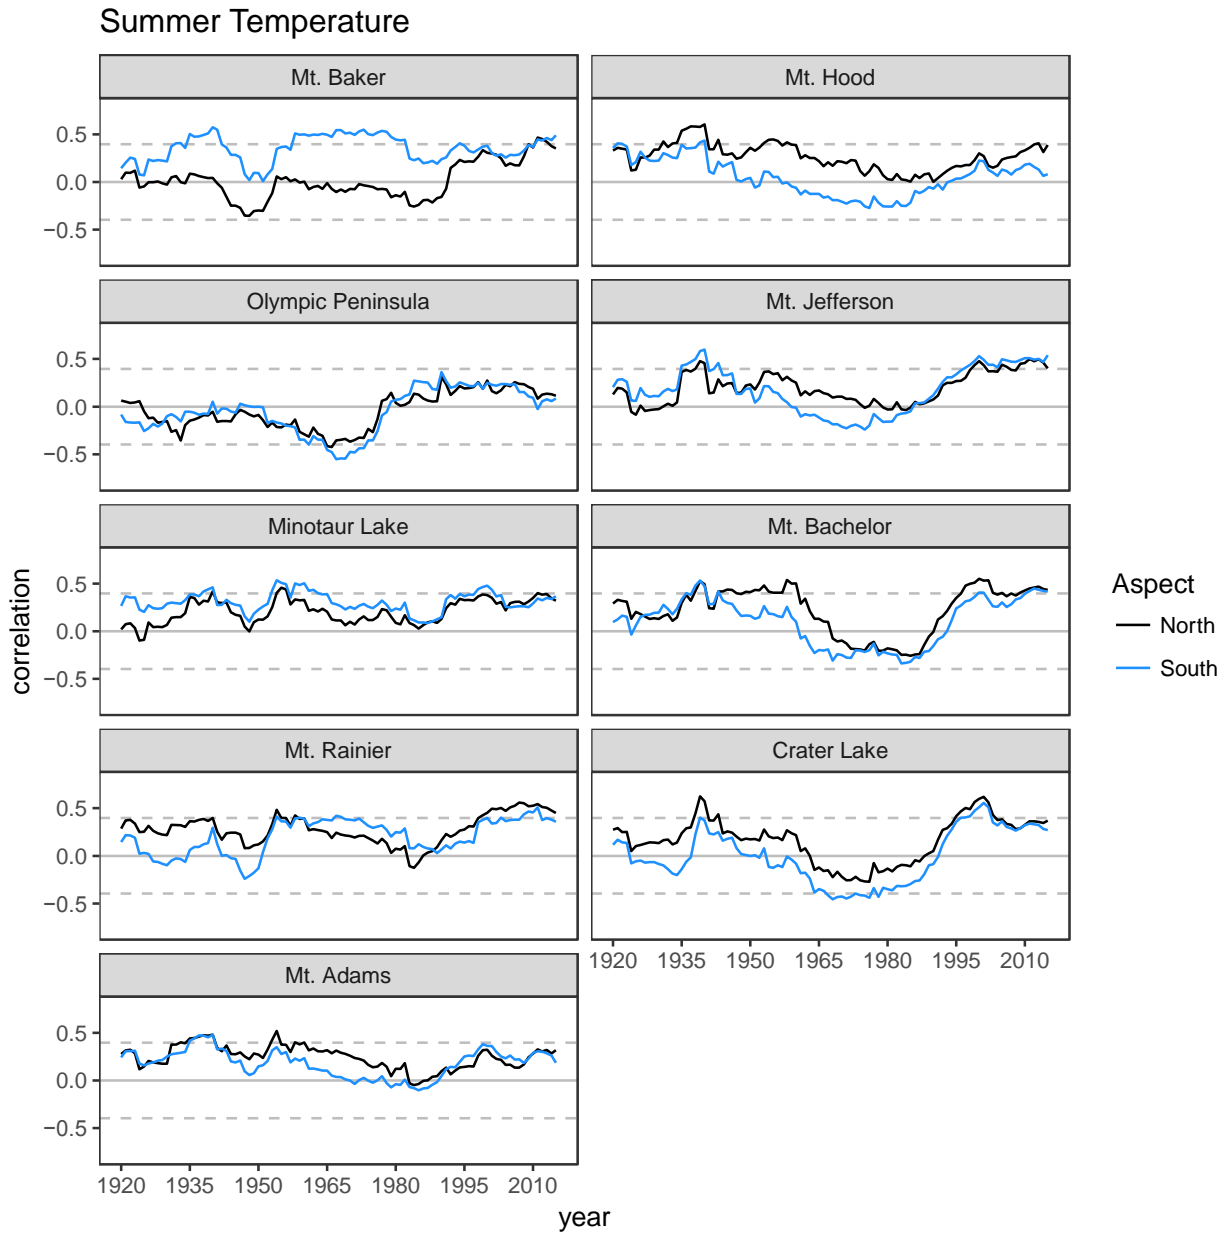 Summer Temperature
Mt. Baker
Mt. Hood
0.5
0.0
−0.5
Olympic Peninsula
Mt. Jefferson
0.5
0.0
−0.5
Minotaur Lake
Mt. Bachelor
0.5
0.0
−0.5
correlation
Aspect
North
South
Mt. Rainier
Crater Lake
0.5
0.0
−0.5
1920 1935 1950 1965 1980 1995 2010
Mt. Adams
0.5
0.0
−0.5
1920 1935 1950 1965 1980 1995 2010
year